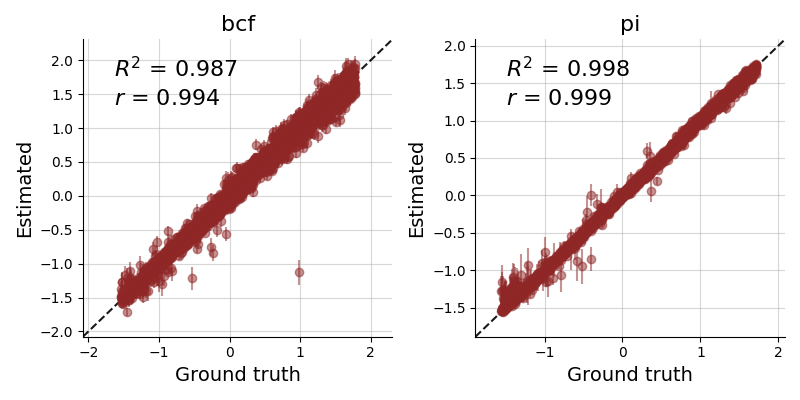 bcf
R² = 0.987
r = 0.994
2.0
1.5
1.0
0.5
0.0
−0.5
−1.0
−1.5
−2.0
Estimated
−2 −1 0 1 2
Ground truth
pi
R² = 0.998
r = 0.999
2.0
1.5
1.0
0.5
0.0
−0.5
−1.0
−1.5
Estimated
−1 0 1 2
Ground truth